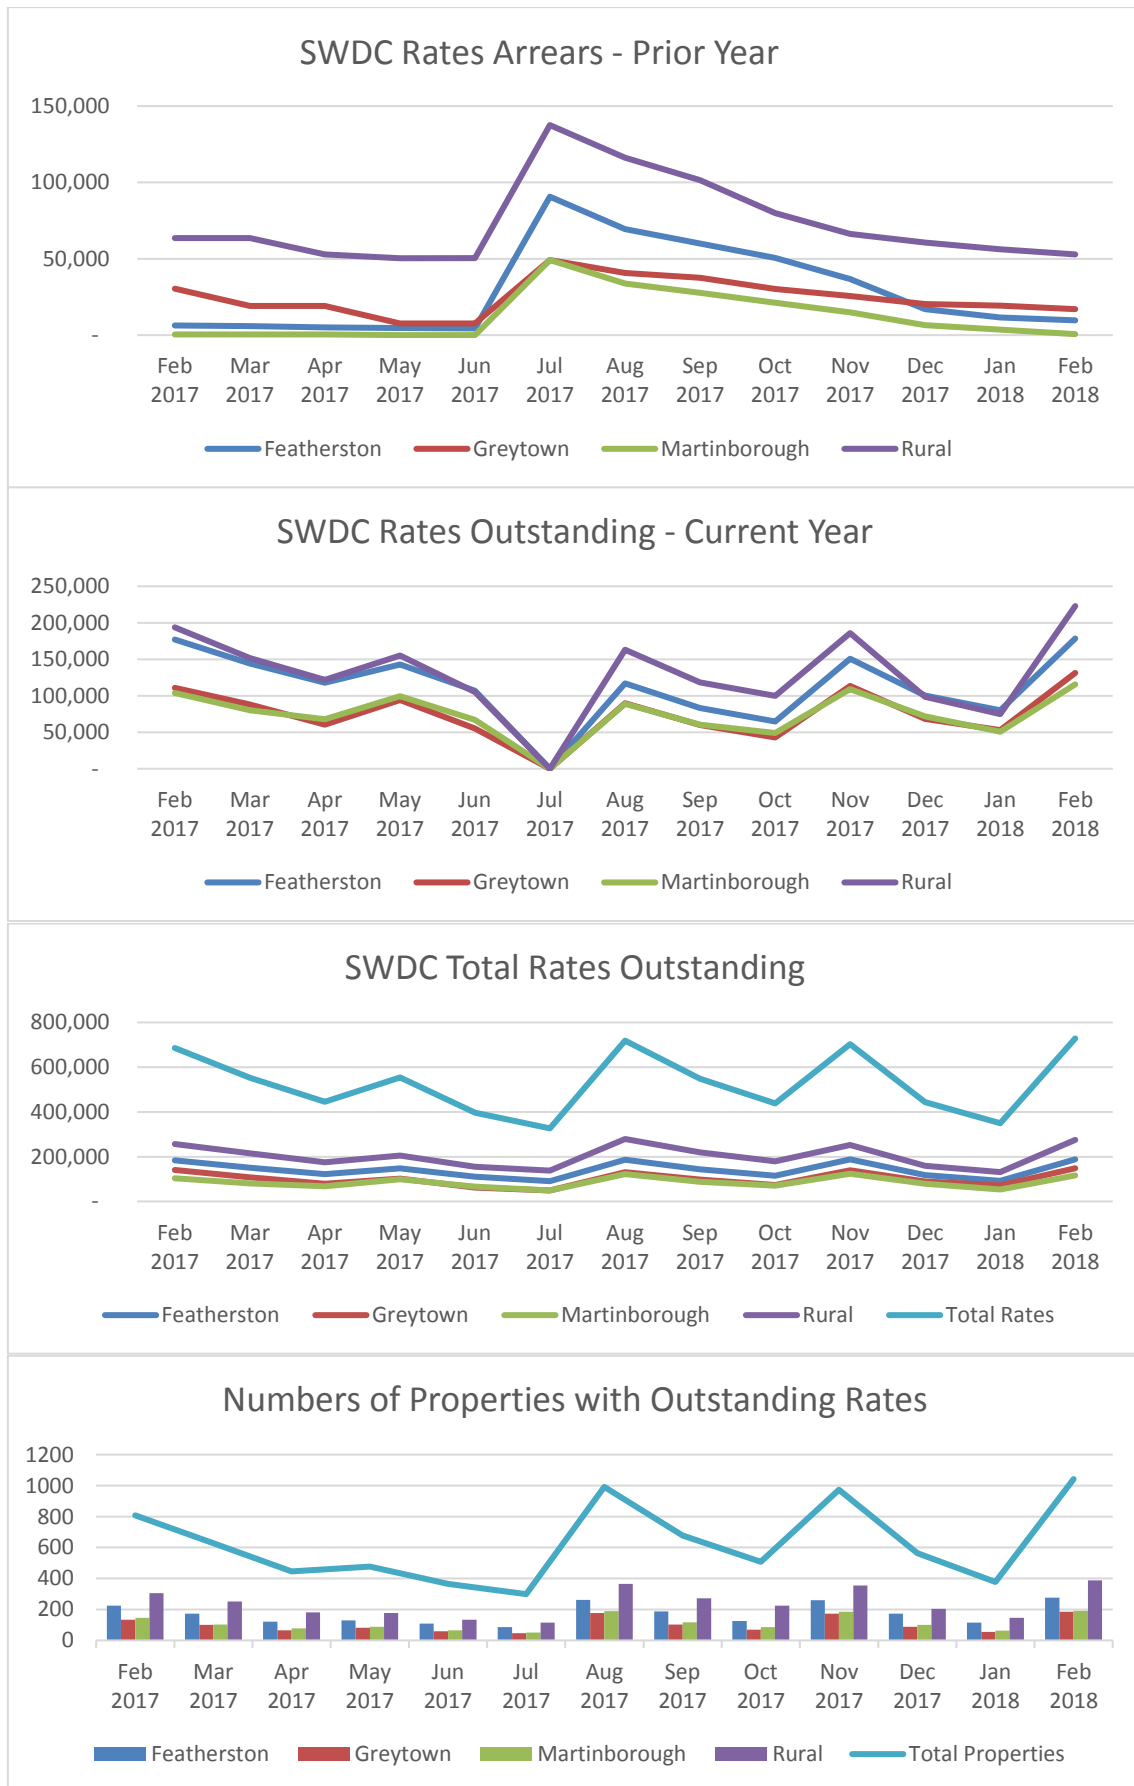 SWDC Rates Arrears - Prior Year
150,000
100,000
50,000
-
Feb Mar Apr May Jun Jul Aug Sep Oct Nov Dec Jan Feb
2017 2017 2017 2017 2017 2017 2017 2017 2017 2017 2017 2018 2018
Featherston Greytown Martinborough Rural
SWDC Rates Outstanding - Current Year
250,000
200,000
150,000
100,000
50,000
-
Feb Mar Apr May Jun Jul Aug Sep Oct Nov Dec Jan Feb
2017 2017 2017 2017 2017 2017 2017 2017 2017 2017 2017 2018 2018
Featherston Greytown Martinborough Rural
SWDC Total Rates Outstanding
800,000
600,000
400,000
200,000
-
Feb Mar Apr May Jun Jul Aug Sep Oct Nov Dec Jan Feb
2017 2017 2017 2017 2017 2017 2017 2017 2017 2017 2017 2018 2018
Featherston Greytown Martinborough Rural Total Rates
Numbers of Properties with Outstanding Rates
1200
1000
800
600
400
200
0
Feb Mar Apr May Jun Jul Aug Sep Oct Nov Dec Jan Feb
2017 2017 2017 2017 2017 2017 2017 2017 2017 2017 2017 2018 2018
Featherston Greytown Martinborough Rural Total Properties